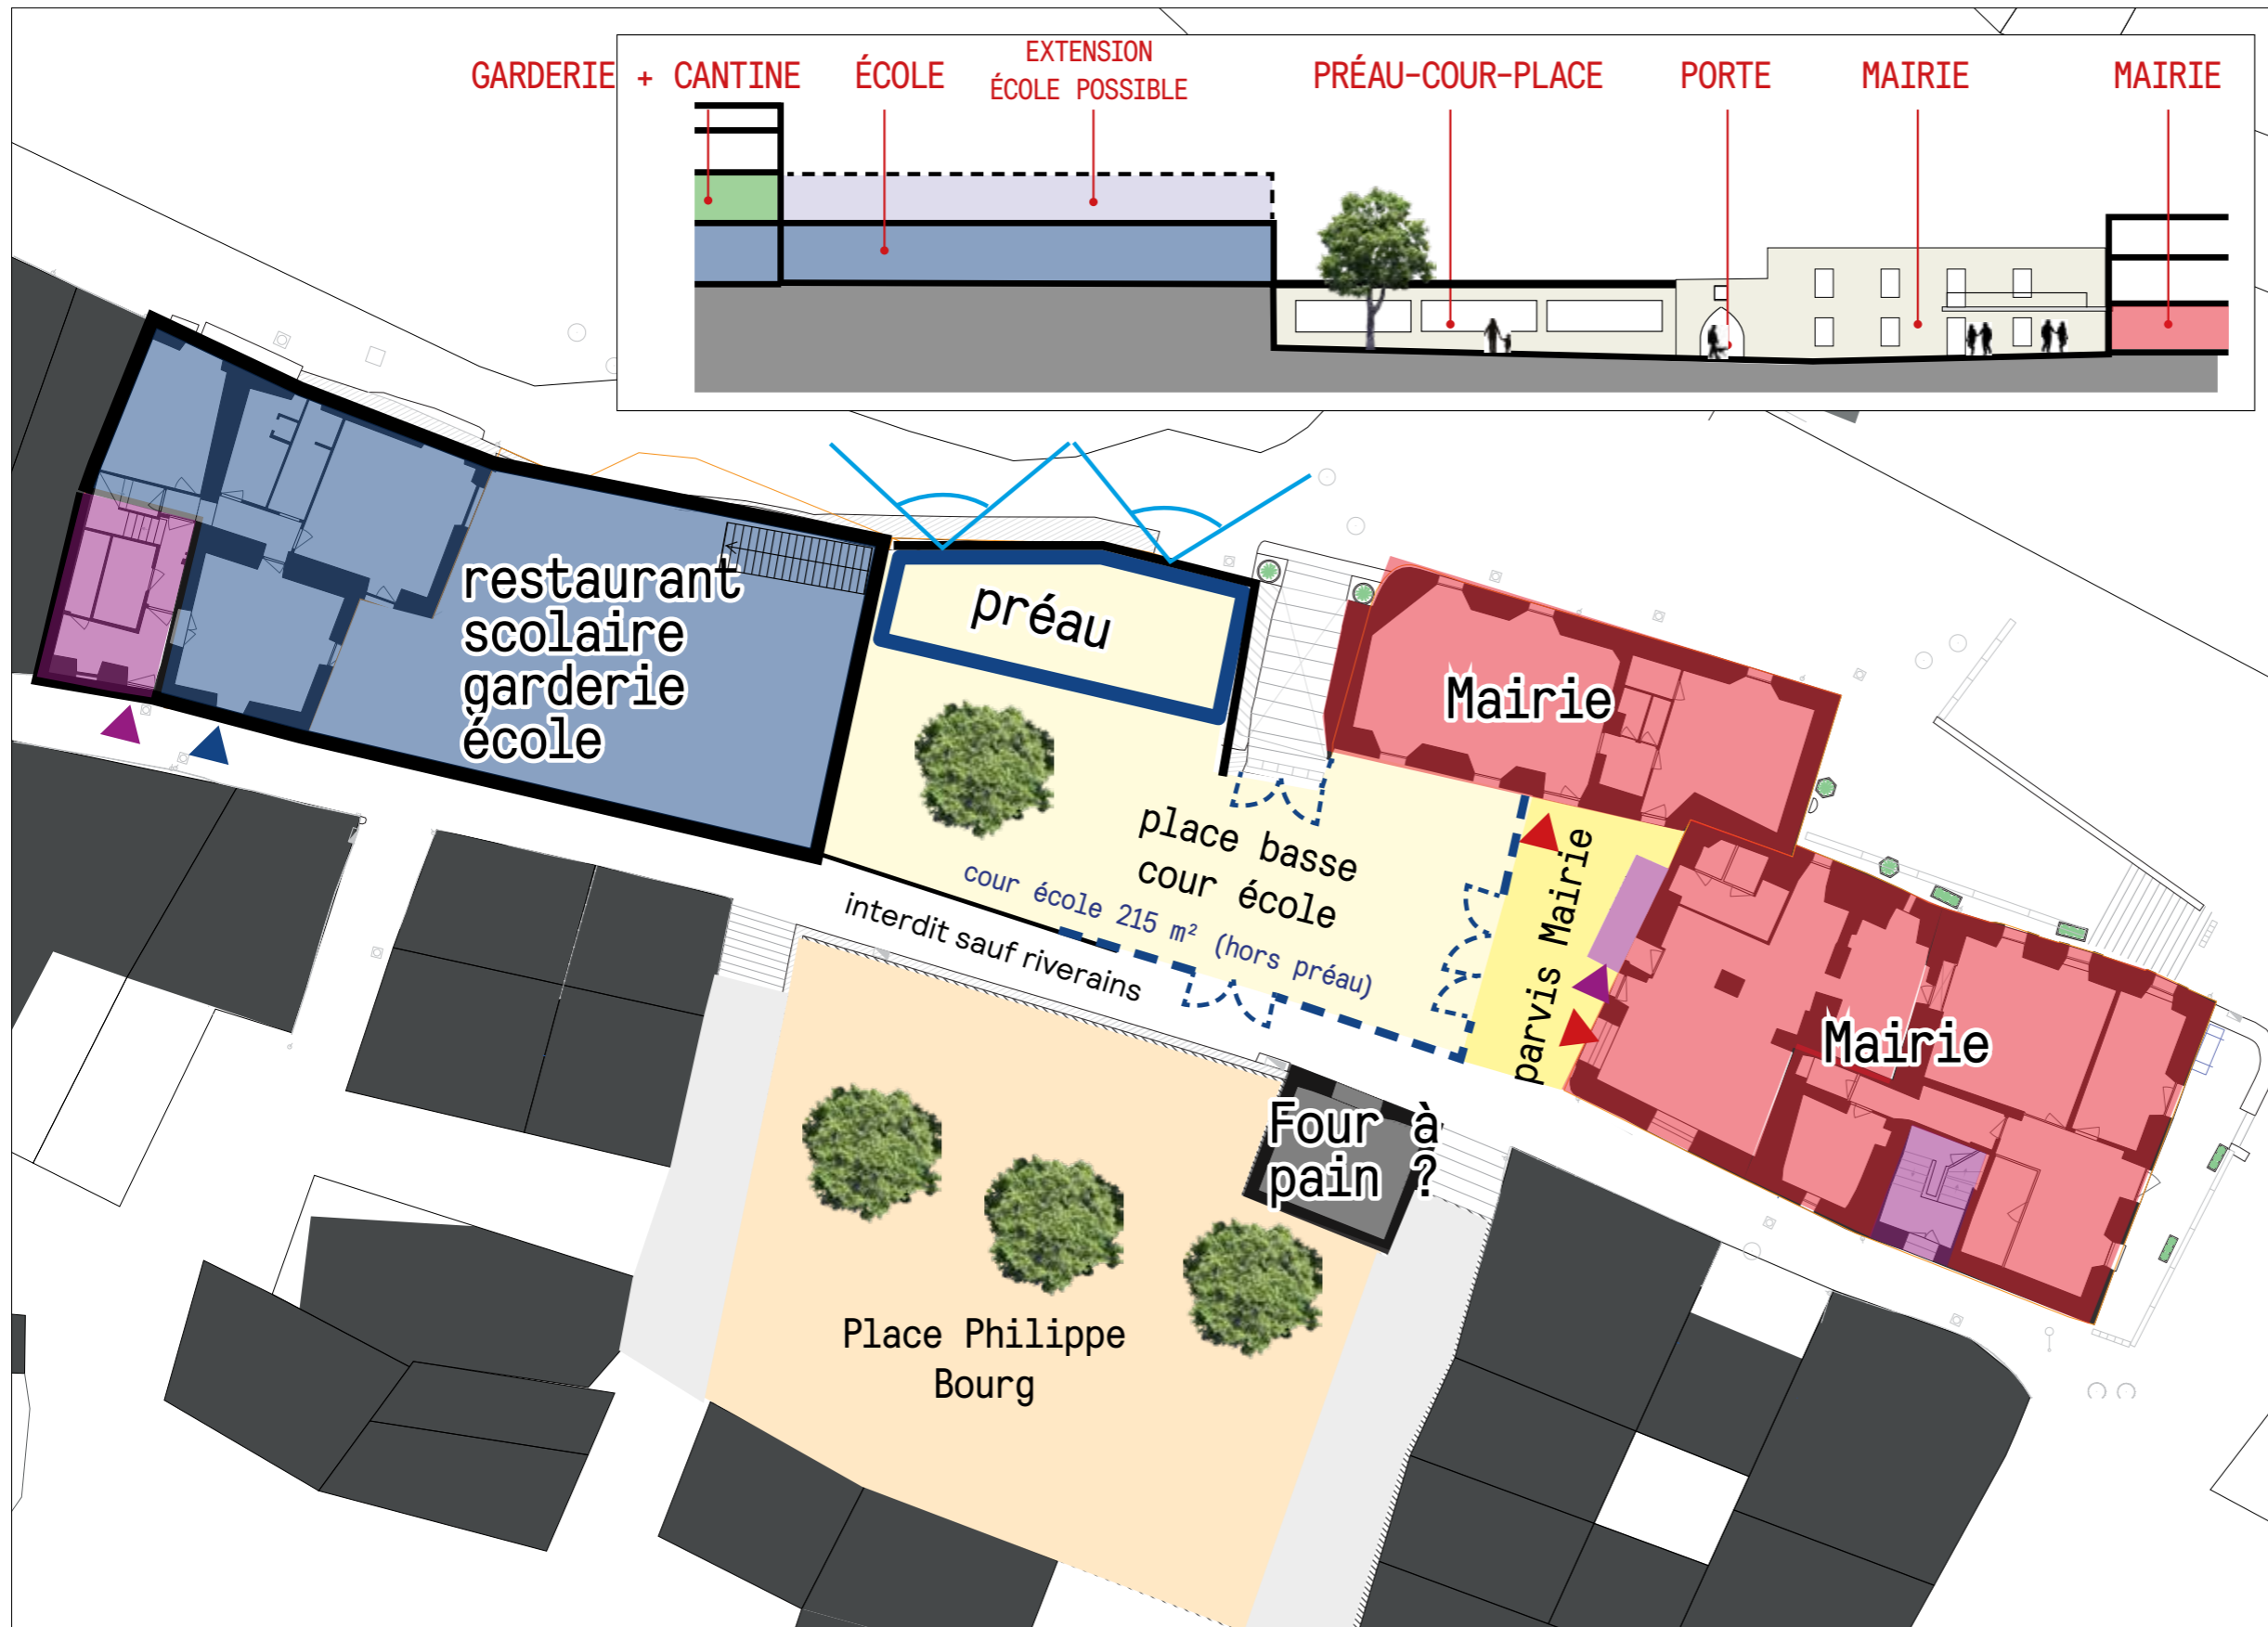 GARDERIE + CANTINE
ÉCOLE
EXTENSION
ÉCOLE POSSIBLE
PRÉAU-COUR-PLACE
PORTE
MAIRIE
MAIRIE
restaurant
scolaire
garderie
école
préau
Mairie
place basse
cour école
cour école 215 m² (hors préau)
interdit sauf riverains
parvis Mairie
Mairie
Four à
pain ?
Place Philippe
Bourg